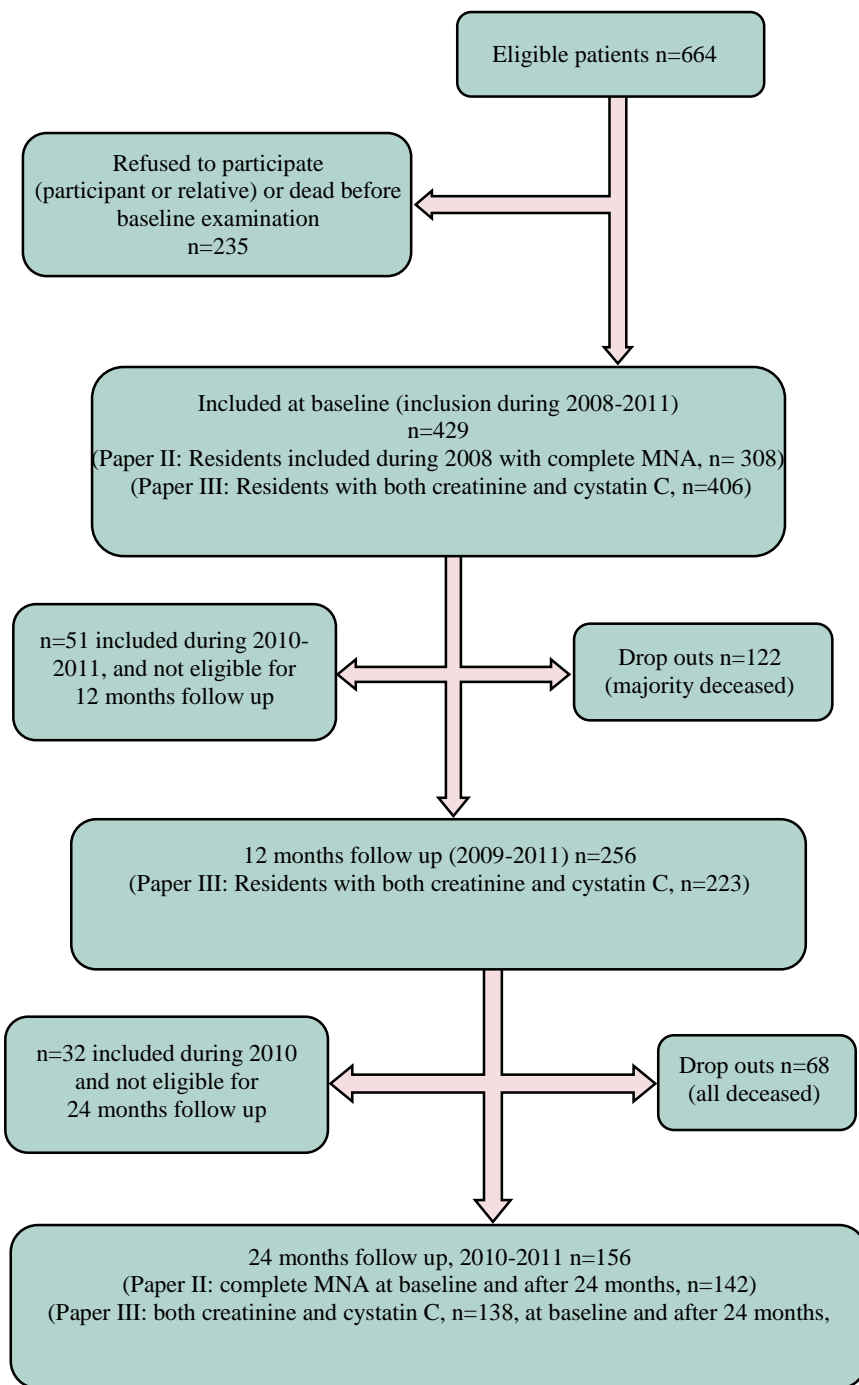 Eligible patients n=664
Refused to participate
(participant or relative) or dead before
baseline examination
n=235
Included at baseline (inclusion during 2008-2011)
n=429
(Paper II: Residents included during 2008 with complete MNA, n= 308)
(Paper III: Residents with both creatinine and cystatin C, n=406)
n=51 included during 2010-
2011, and not eligible for
12 months follow up
Drop outs n=122
(majority deceased)
12 months follow up (2009-2011) n=256
(Paper III: Residents with both creatinine and cystatin C, n=223)
n=32 included during 2010
and not eligible for
24 months follow up
Drop outs n=68
(all deceased)
24 months follow up, 2010-2011 n=156
(Paper II: complete MNA at baseline and after 24 months, n=142)
(Paper III: both creatinine and cystatin C, n=138, at baseline and after 24 months,